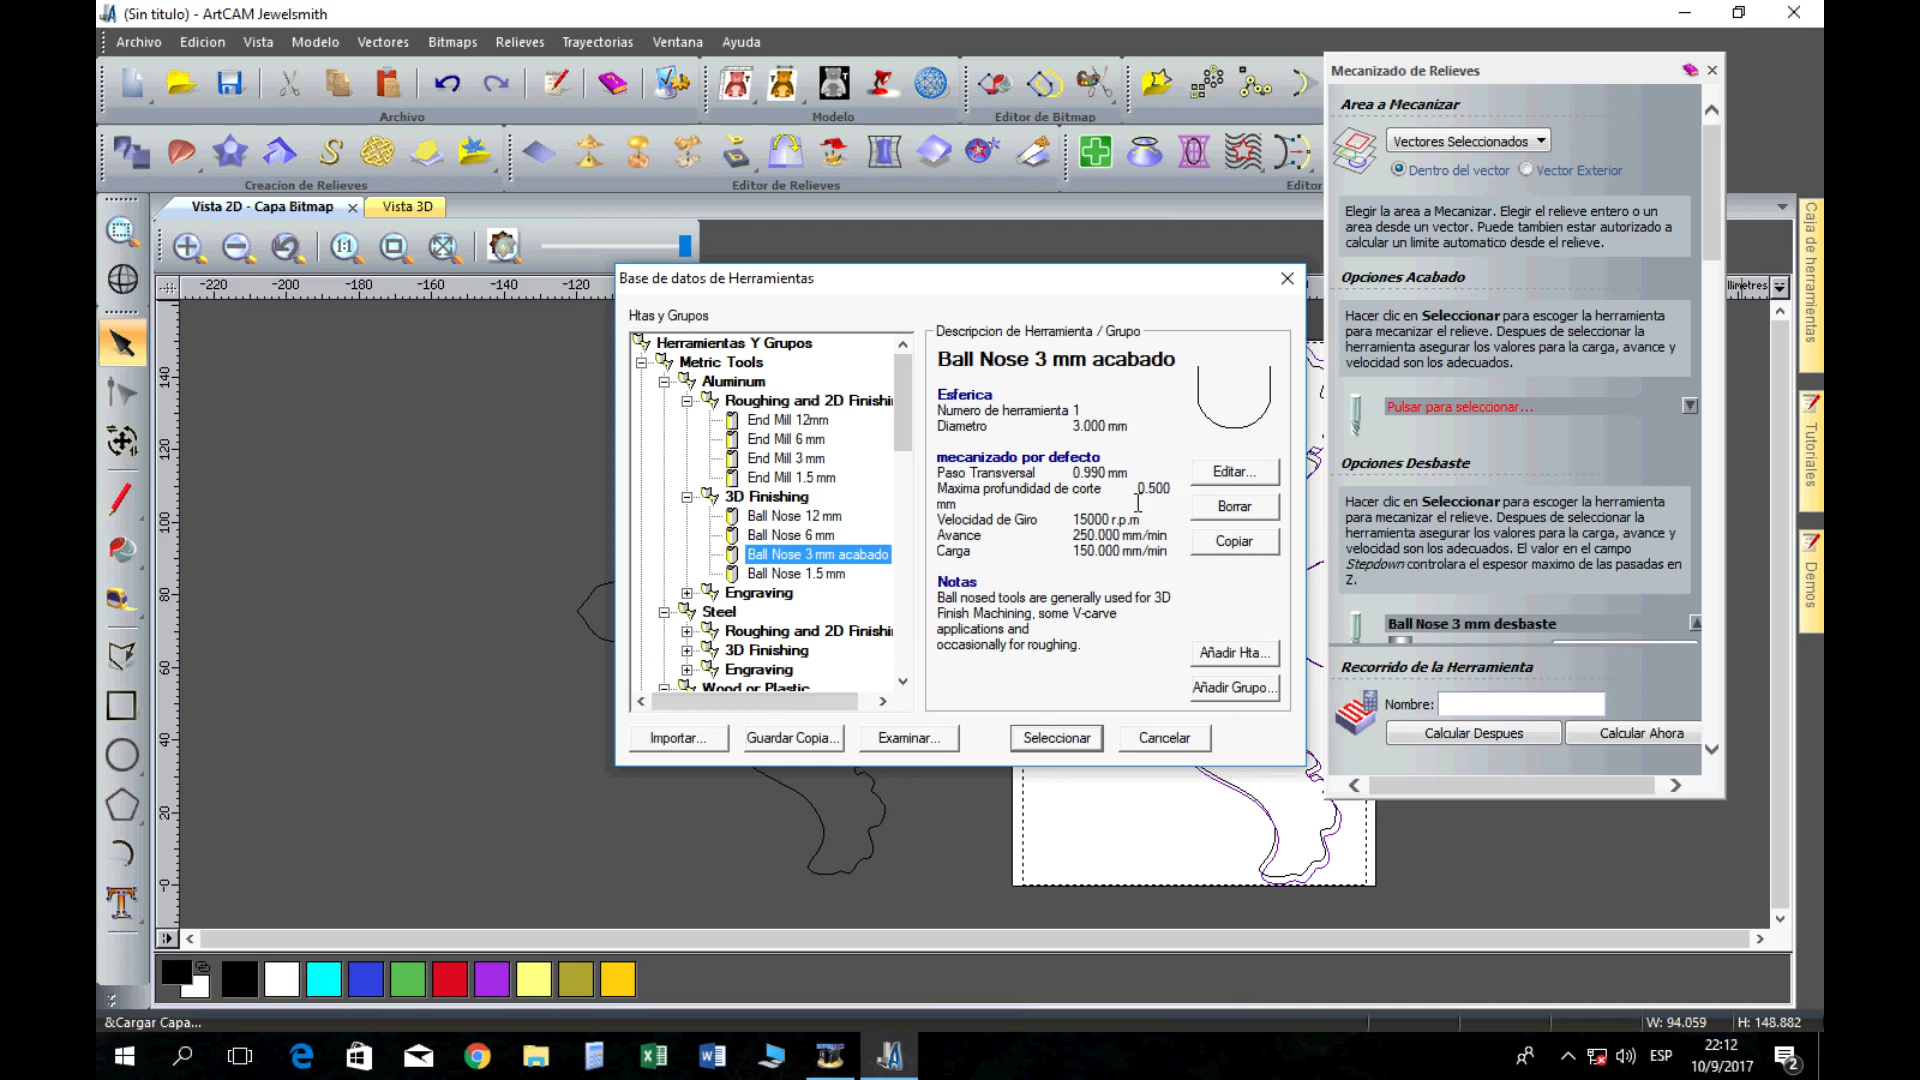 (Sin titulo) - ArtCAM Jewelsmith
Archivo Edicion Vista Modelo Vectores Bitmaps Relieves Trayectorias Ventana Ayuda
Archivo Modelo Editor de Bitmap
Creacion de Relieves Editor de Relieves Editor
Vista 2D - Capa Bitmap Vista 3D
1:1
-220 -200 -180 -160 -140 -120
llimetres
140
120
100
80
60
40
20
-0
Base de datos de Herramientas
Htas y Grupos
Herramientas Y Grupos
Metric Tools
Aluminum
Roughing and 2D Finishi
End Mill 12mm
End Mill 6 mm
End Mill 3 mm
End Mill 1.5 mm
3D Finishing
Ball Nose 12 mm
Ball Nose 6 mm
Ball Nose 3 mm acabado
Ball Nose 1.5 mm
Engraving
Steel
Roughing and 2D Finishi
3D Finishing
Engraving
Wood or Plastic
Descripcion de Herramienta / Grupo
Ball Nose 3 mm acabado
Esferica
Numero de herramienta 1
Diametro 3.000 mm
mecanizado por defecto
Paso Transversal 0.990 mm
Maxima profundidad de corte 0.500
mm
Velocidad de Giro 15000 r.p.m
Avance 250.000 mm/min
Carga 150.000 mm/min
Notas
Ball nosed tools are generally used for 3D
Finish Machining, some V-carve
applications and
occasionally for roughing.
Editar...
Borrar
Copiar
Añadir Hta...
Añadir Grupo...
Importar... Guardar Copia... Examinar... Seleccionar Cancelar
Mecanizado de Relieves
Area a Mecanizar
Vectores Seleccionados
Dentro del vector Vector Exterior
Elegir la area a Mecanizar. Elegir el relieve entero o un
area desde un vector. Puede tambien estar autorizado a
calcular un limite automatico desde el relieve.
Opciones Acabado
Hacer clic en Seleccionar para escoger la herramienta
para mecanizar el relieve. Despues de seleccionar la
herramienta asegurar los valores para la carga, avance y
velocidad son los adecuados.
Pulsar para seleccionar...
Opciones Desbaste
Hacer clic en Seleccionar para escoger la herramienta
para mecanizar el relieve. Despues de seleccionar la
herramienta asegurar los valores para la carga, avance y
velocidad son los adecuados. El valor en el campo
Stepdown controlara el espesor maximo de las pasadas en
Z.
Ball Nose 3 mm desbaste
Recorrido de la Herramienta
Nombre:
Calcular Despues Calcular Ahora
Caja de herramientas
Tutoriales
Demos
&Cargar Capa...
W: 94.059 H: 148.882
ESP
22:12
10/9/2017
2